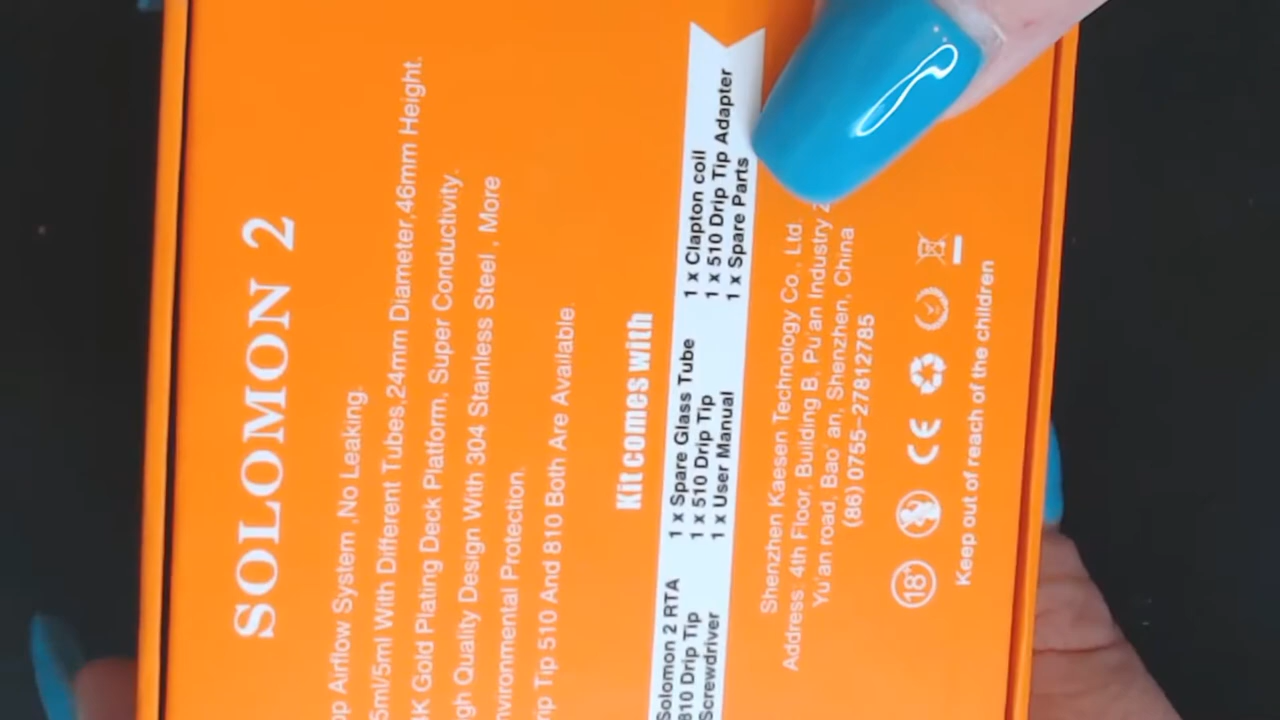 SOLOMON 2
op Airflow System ,No Leaking.
5ml/5ml With Different Tubes,24mm Diameter,46mm Height.
4K Gold Plating Deck Platform, Super Conductivity.
gh Quality Design With 304 Stainless Steel , More
nvironmental Protection.
rip Tip 510 And 810 Both Are Available.
Kit comes with
Solomon 2 RTA 1 x Spare Glass Tube 1 x Clapton coil
810 Drip Tip 1 x 510 Drip Tip 1 x 510 Drip Tip Adapter
Screwdriver 1 x User Manual 1 x Spare Parts
Shenzhen Kaesen Technology Co., Ltd.
Address: 4th Floor, Building B, Pu'an Industry
Yu'an road, Bao' an, Shenzhen, China
(86) 0755-27812785
18+ CE
Keep out of reach of the children